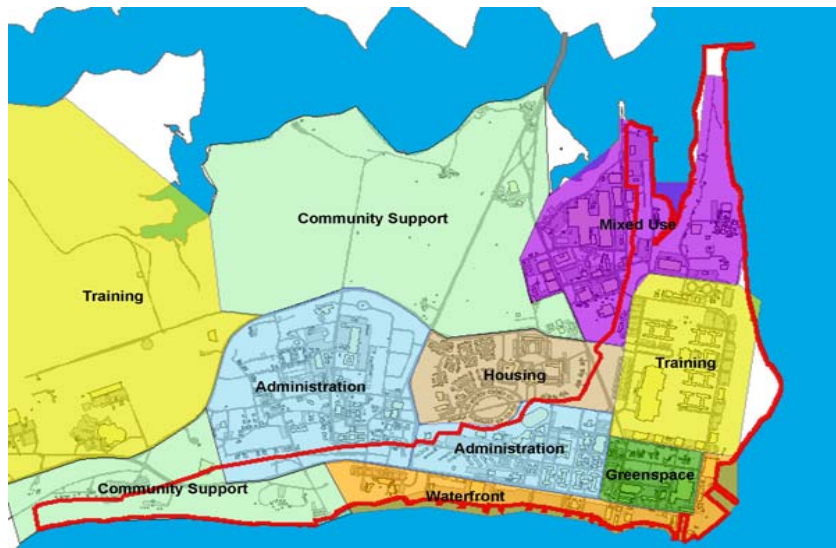 Community Support
Mixed Use
Training
Training
Housing
Administration
Administration
Greenspace
Community Support
Waterfront